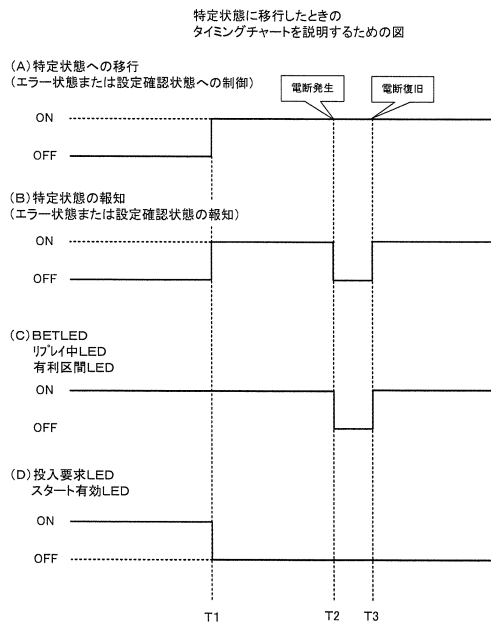 特定状態に移行したときの
タイミングチャートを説明するための図
(A)特定状態への移行
(エラー状態または設定確認状態への制御)
電断発生
電断復旧
ON
OFF
(B)特定状態の報知
(エラー状態または設定確認状態の報知)
ON
OFF
(C)BETLED
リプレイ中LED
有利区間LED
ON
OFF
(D)投入要求LED
スタート有効LED
ON
OFF
T1 T2 T3